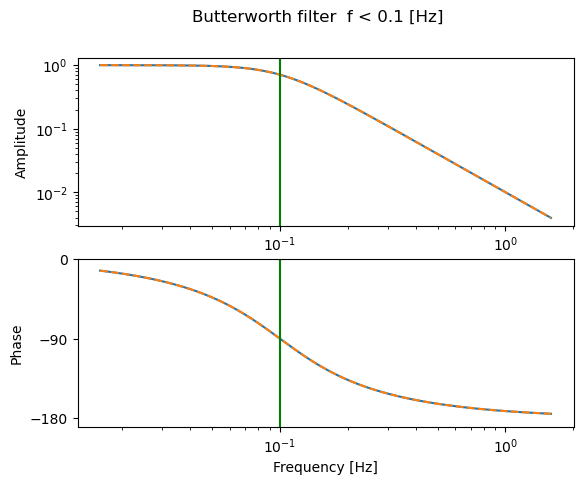 Butterworth filter  f < 0.1 [Hz]
10⁰
10⁻¹
10⁻²
Amplitude
10⁻¹
10⁰
0
−90
−180
Phase
10⁻¹
10⁰
Frequency [Hz]